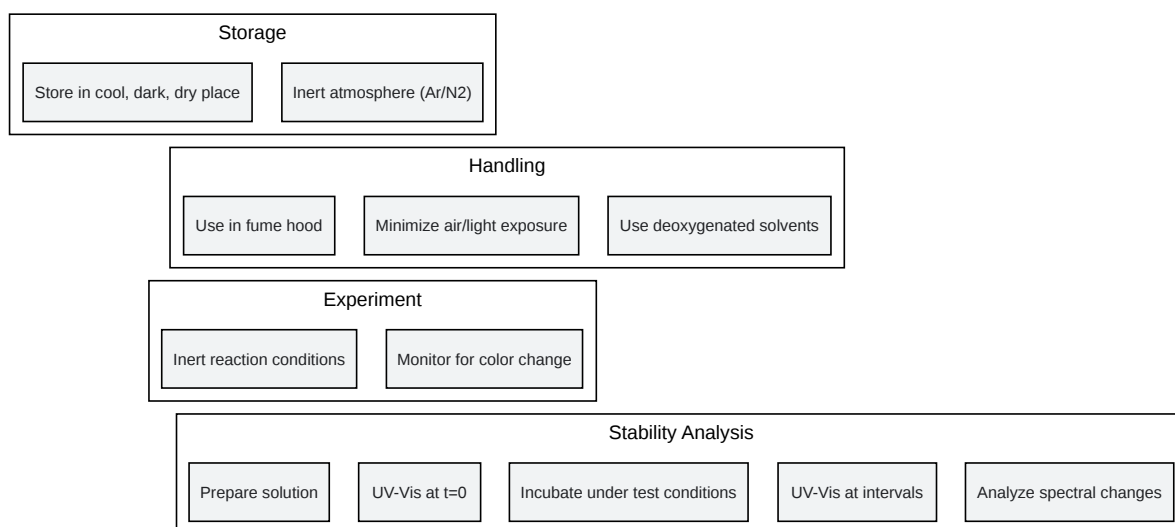 Storage
Store in cool, dark, dry place
Inert atmosphere (Ar/N2)
Handling
Use in fume hood
Minimize air/light exposure
Use deoxygenated solvents
Experiment
Inert reaction conditions
Monitor for color change
Stability Analysis
Prepare solution
UV-Vis at t=0
Incubate under test conditions
UV-Vis at intervals
Analyze spectral changes